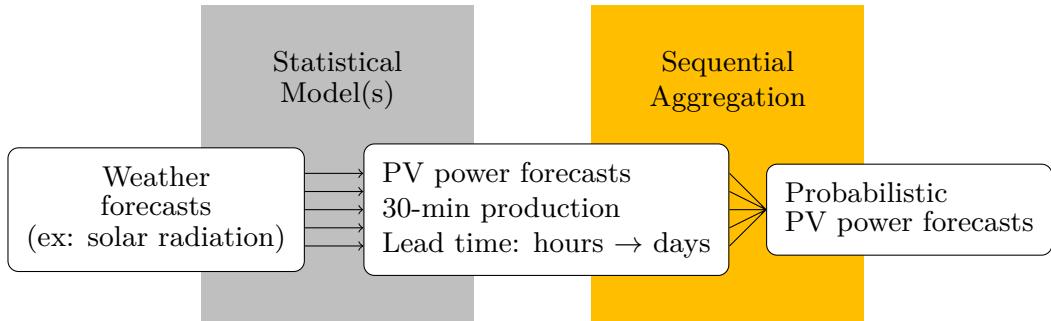 Statistical
Model(s)
Sequential
Aggregation
Weather
forecasts
(ex: solar radiation)
PV power forecasts
30-min production
Lead time: hours → days
Probabilistic
PV power forecasts